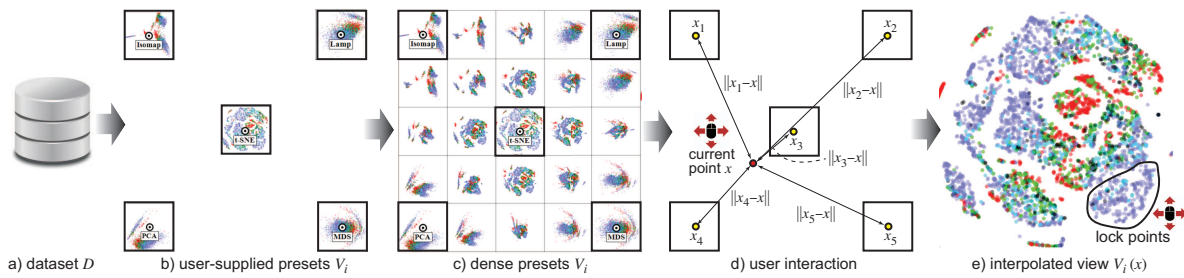 Isomap
Lamp
t-SNE
PCA
MDS
Isomap
Lamp
t-SNE
PCA
MDS
x1
x2
x3
x4
x5
||x1−x||
||x2−x||
||x3−x||
||x4−x||
||x5−x||
current
point x
lock points
a) dataset D
b) user-supplied presets Vi
c) dense presets Vi
d) user interaction
e) interpolated view Vi (x)